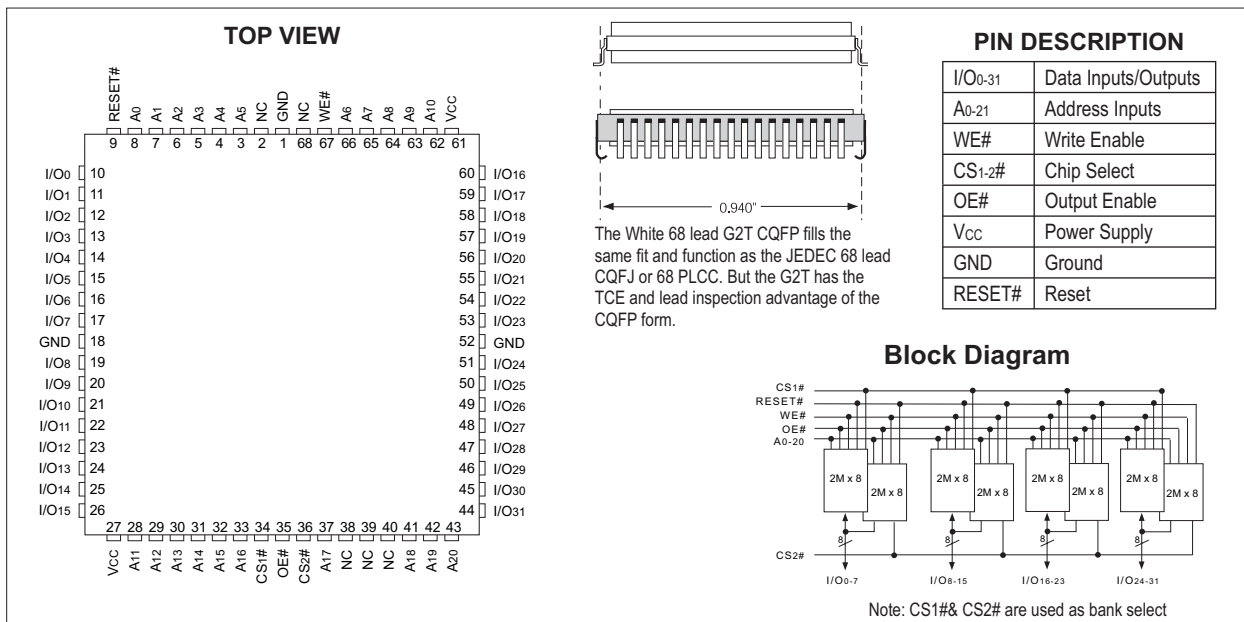 TOP VIEW
RESET# A0 A1 A2 A3 A4 A5 NC GND NC WE# A6 A7 A8 A9 A10 VCC
9 8 7 6 5 4 3 2 1 68 67 66 65 64 63 62 61
I/O0 10 60 I/O16
I/O1 11 59 I/O17
I/O2 12 58 I/O18
I/O3 13 57 I/O19
I/O4 14 56 I/O20
I/O5 15 55 I/O21
I/O6 16 54 I/O22
I/O7 17 53 I/O23
GND 18 52 GND
I/O8 19 51 I/O24
I/O9 20 50 I/O25
I/O10 21 49 I/O26
I/O11 22 48 I/O27
I/O12 23 47 I/O28
I/O13 24 46 I/O29
I/O14 25 45 I/O30
I/O15 26 44 I/O31
27 28 29 30 31 32 33 34 35 36 37 38 39 40 41 42 43
VCC A11 A12 A13 A14 A15 A16 CS1# OE# CS2# A17 NC NC NC A18 A19 A20
0.940"
The White 68 lead G2T CQFP fills the
same fit and function as the JEDEC 68 lead
CQFJ or 68 PLCC. But the G2T has the
TCE and lead inspection advantage of the
CQFP form.
PIN DESCRIPTION
I/O0-31 Data Inputs/Outputs
A0-21 Address Inputs
WE# Write Enable
CS1-2# Chip Select
OE# Output Enable
VCC Power Supply
GND Ground
RESET# Reset
Block Diagram
CS1#
RESET#
WE#
OE#
A0-20
2M x 8 2M x 8 2M x 8 2M x 8
2M x 8 2M x 8 2M x 8 2M x 8
8 8 8 8
CS2#
I/O0-7 I/O8-15 I/O16-23 I/O24-31
Note: CS1#& CS2# are used as bank select